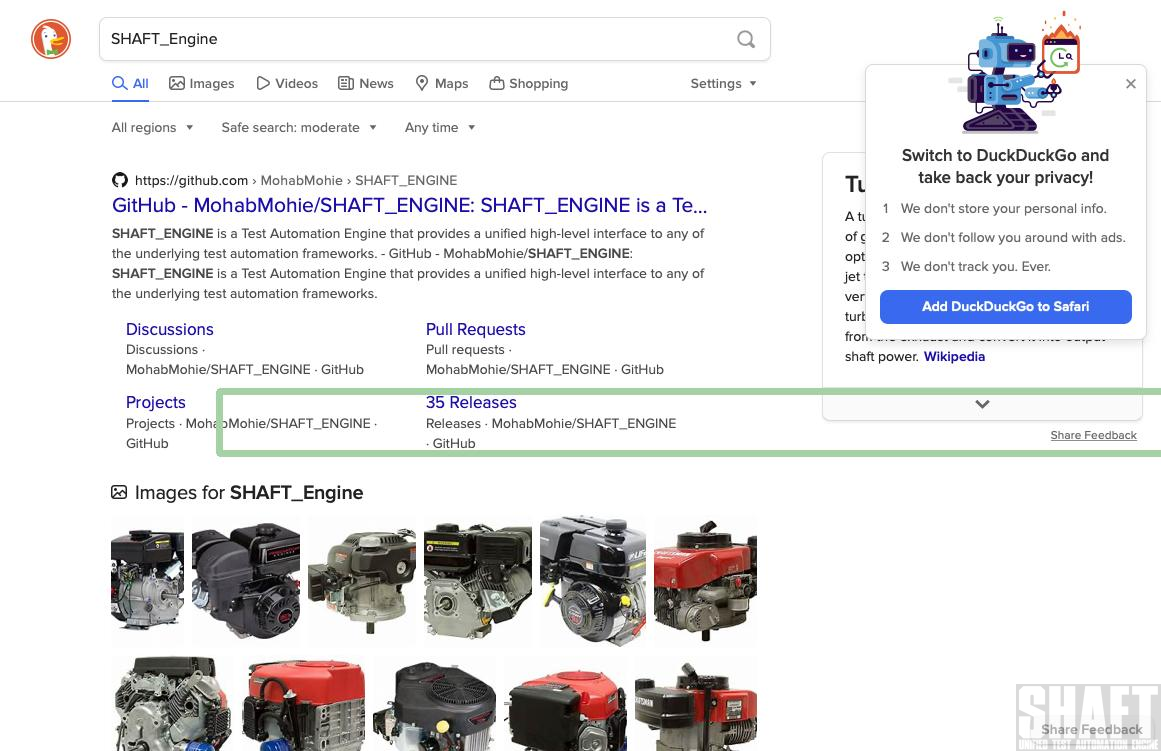 SHAFT_Engine
All
Images
Videos
News
Maps
Shopping
Settings
All regions
Safe search: moderate
Any time
https://github.com › MohabMohie › SHAFT_ENGINE
GitHub - MohabMohie/SHAFT_ENGINE: SHAFT_ENGINE is a Te...
SHAFT_ENGINE is a Test Automation Engine that provides a unified high-level interface to any of
the underlying test automation frameworks. - GitHub - MohabMohie/SHAFT_ENGINE:
SHAFT_ENGINE is a Test Automation Engine that provides a unified high-level interface to any of
the underlying test automation frameworks.
Discussions
Discussions ·
MohabMohie/SHAFT_ENGINE · GitHub
Pull Requests
Pull requests ·
MohabMohie/SHAFT_ENGINE · GitHub
Projects
Projects · MohabMohie/SHAFT_ENGINE ·
GitHub
35 Releases
Releases · MohabMohie/SHAFT_ENGINE
· GitHub
Images for SHAFT_Engine
Switch to DuckDuckGo and
take back your privacy!
1 We don't store your personal info.
2 We don't follow you around with ads.
3 We don't track you. Ever.
Add DuckDuckGo to Safari
Tu
A tu
of g
opt
jet
ver
turb
from the exhaust and convert it into output
shaft power. Wikipedia
Share Feedback
SHAFT
Share Feedback